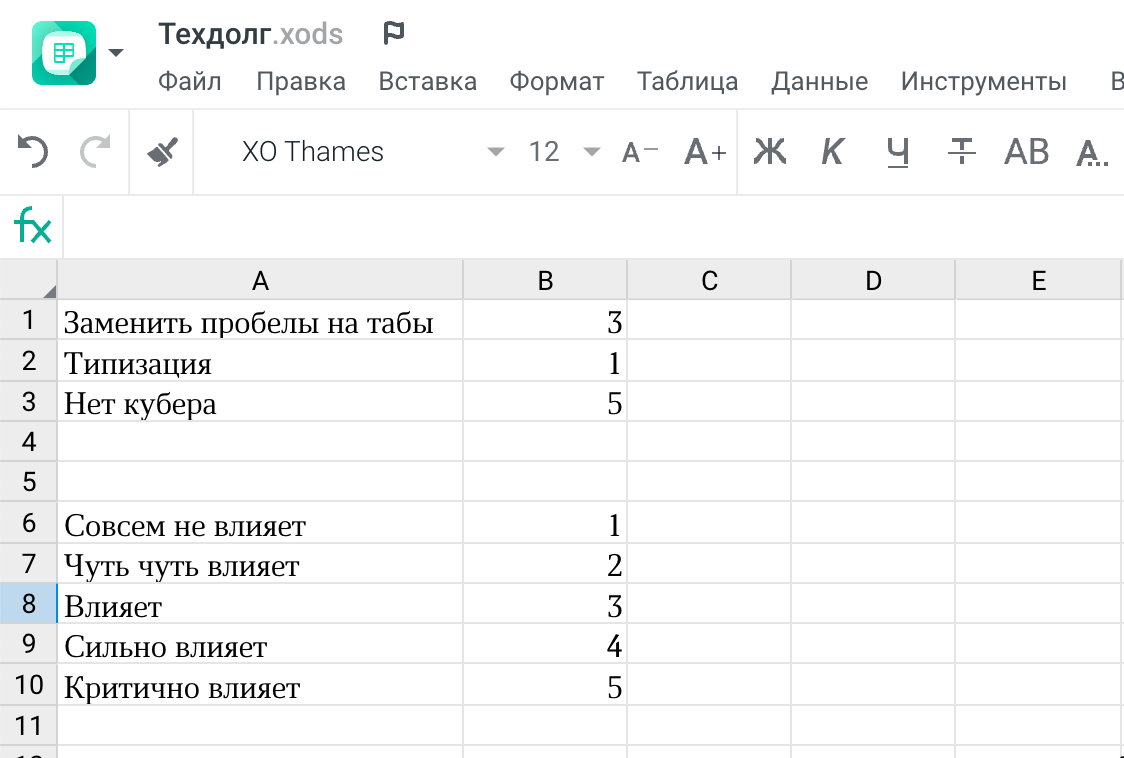 Техдолг.xods
Файл Правка Вставка Формат Таблица Данные Инструменты В
XO Thames 12 A− A+ Ж К Ч Т АВ А...
fx
A B C D E
1 Заменить пробелы на табы 3
2 Типизация 1
3 Нет кубера 5
4
5
6 Совсем не влияет 1
7 Чуть чуть влияет 2
8 Влияет 3
9 Сильно влияет 4
10 Критично влияет 5
11